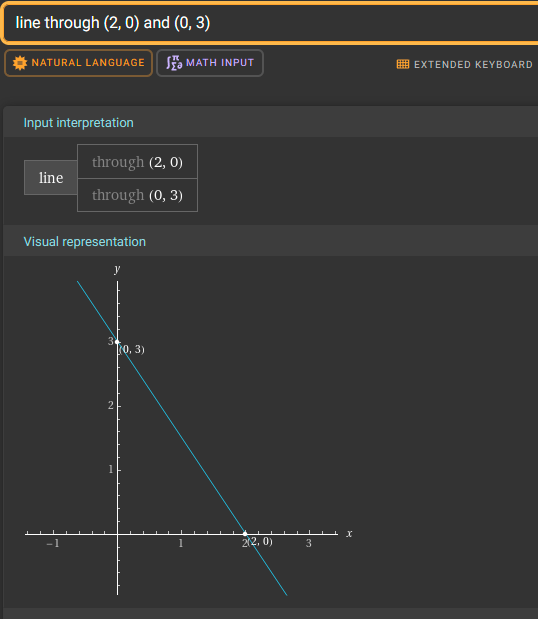 line through (2, 0) and (0, 3)
NATURAL LANGUAGE
∫Σ∂π MATH INPUT
EXTENDED KEYBOARD
Input interpretation
line
through (2, 0)
through (0, 3)
Visual representation
y
3
(0, 3)
2
1
-1
1
2
(2, 0)
3
x